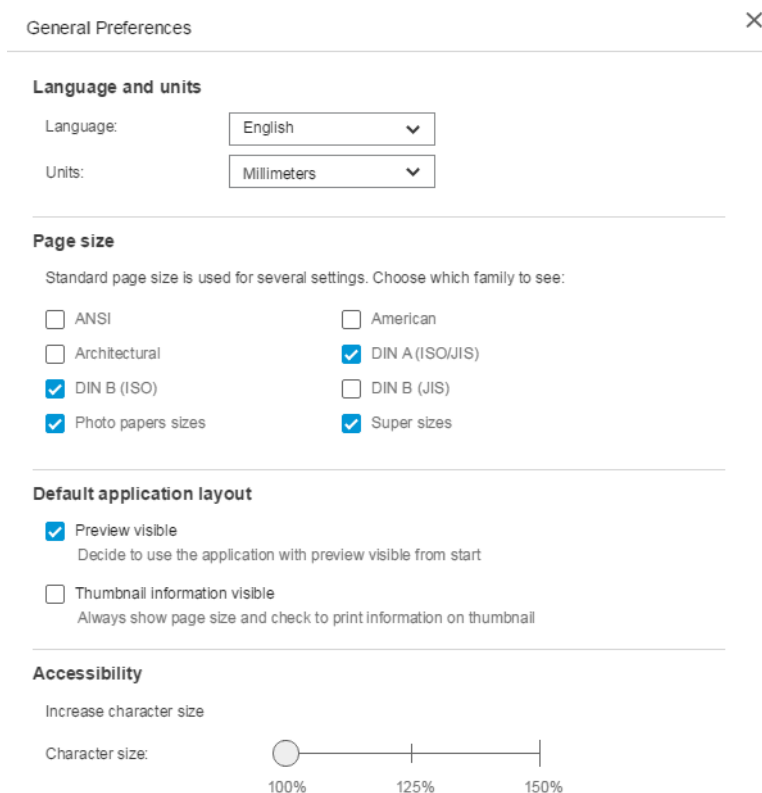 General Preferences
Language and units
Language: English
Units: Millimeters
Page size
Standard page size is used for several settings. Choose which family to see:
ANSI American
Architectural DIN A (ISO/JIS)
DIN B (ISO) DIN B (JIS)
Photo papers sizes Super sizes
Default application layout
Preview visible
Decide to use the application with preview visible from start
Thumbnail information visible
Always show page size and check to print information on thumbnail
Accessibility
Increase character size
Character size:
100% 125% 150%